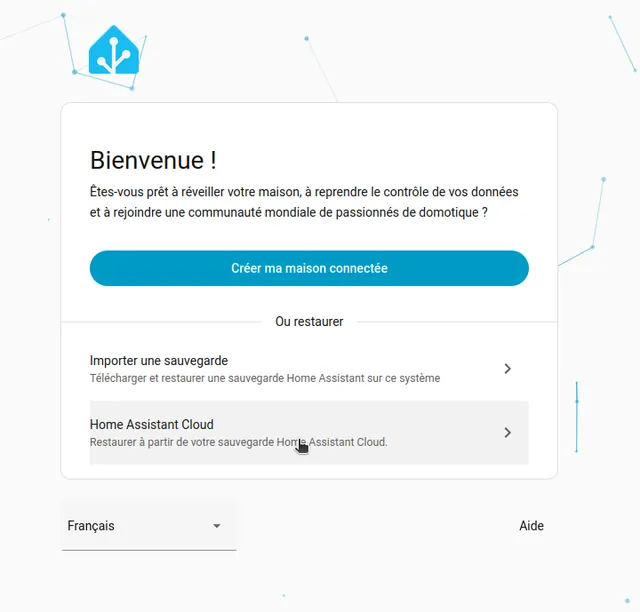 Bienvenue !
Êtes-vous prêt à réveiller votre maison, à reprendre le contrôle de vos données
et à rejoindre une communauté mondiale de passionnés de domotique ?
Créer ma maison connectée
Ou restaurer
Importer une sauvegarde
Télécharger et restaurer une sauvegarde Home Assistant sur ce système
Home Assistant Cloud
Restaurer à partir de votre sauvegarde Home Assistant Cloud.
Français
Aide